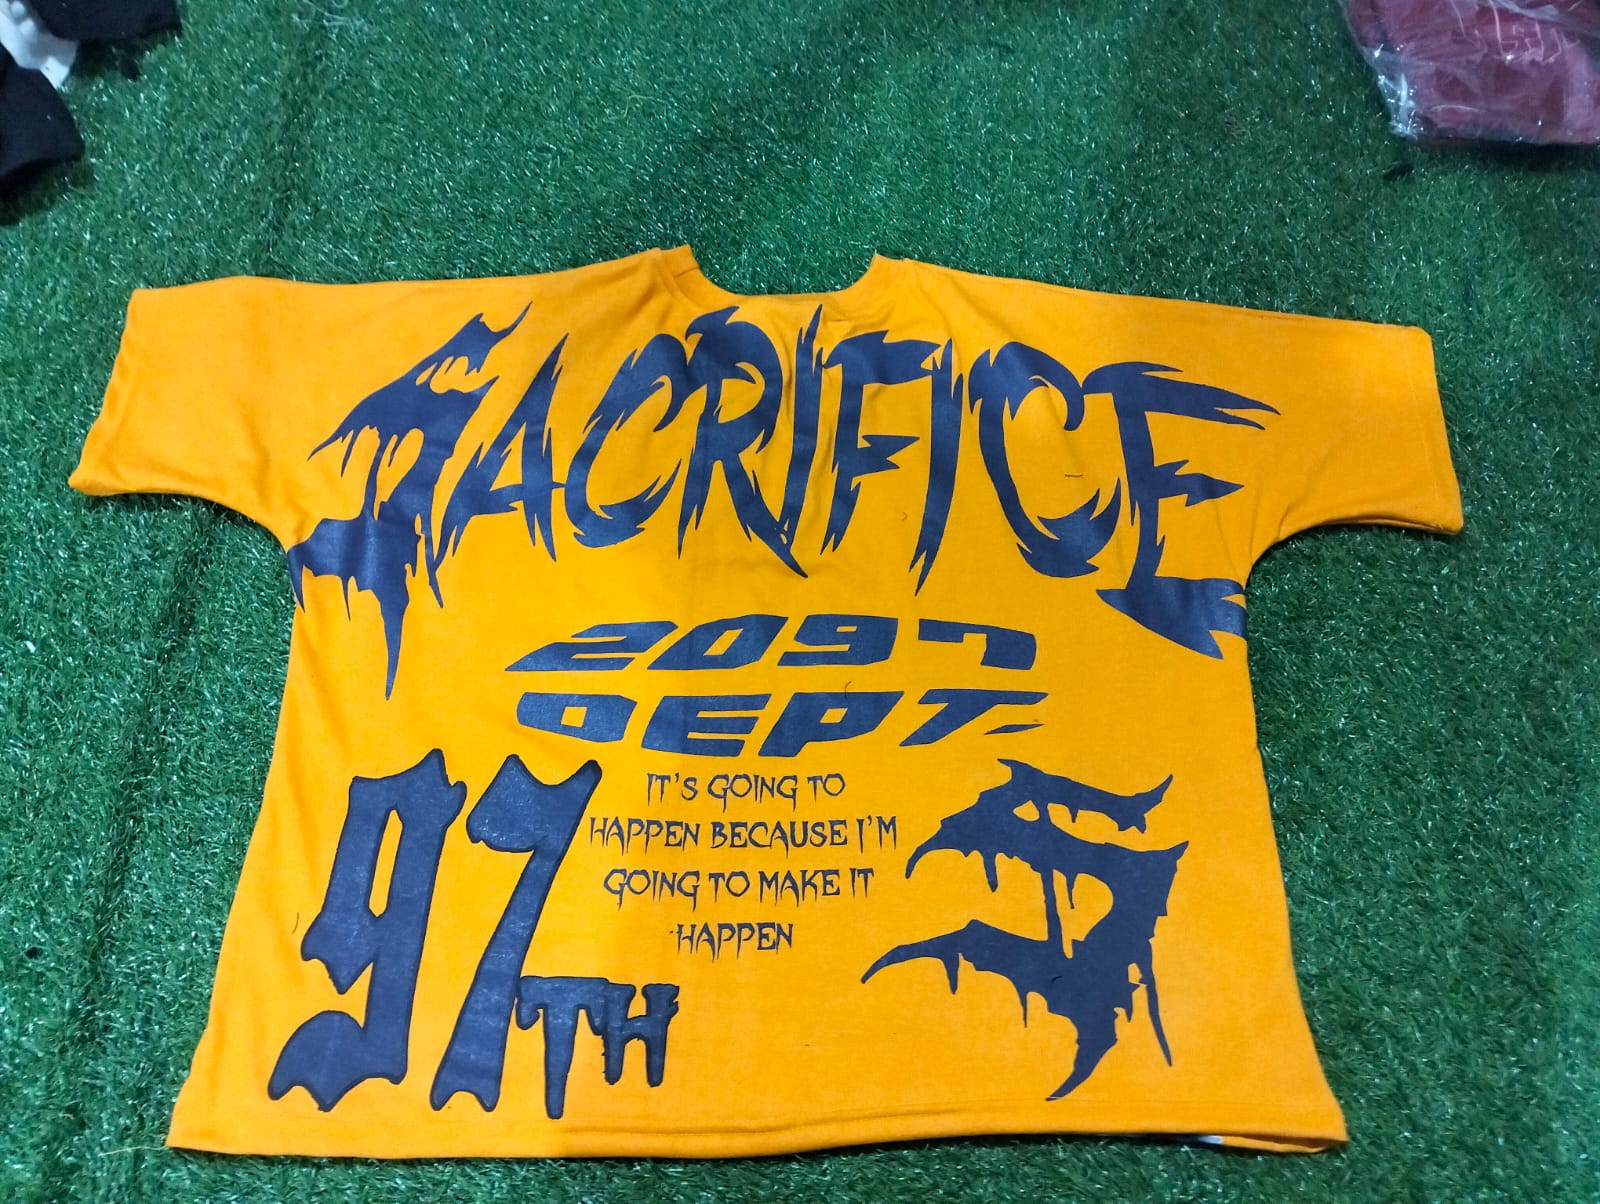 SACRIFICE
2097
DEPT.
97TH
IT'S GOING TO
HAPPEN BECAUSE I'M
GOING TO MAKE IT
HAPPEN
S